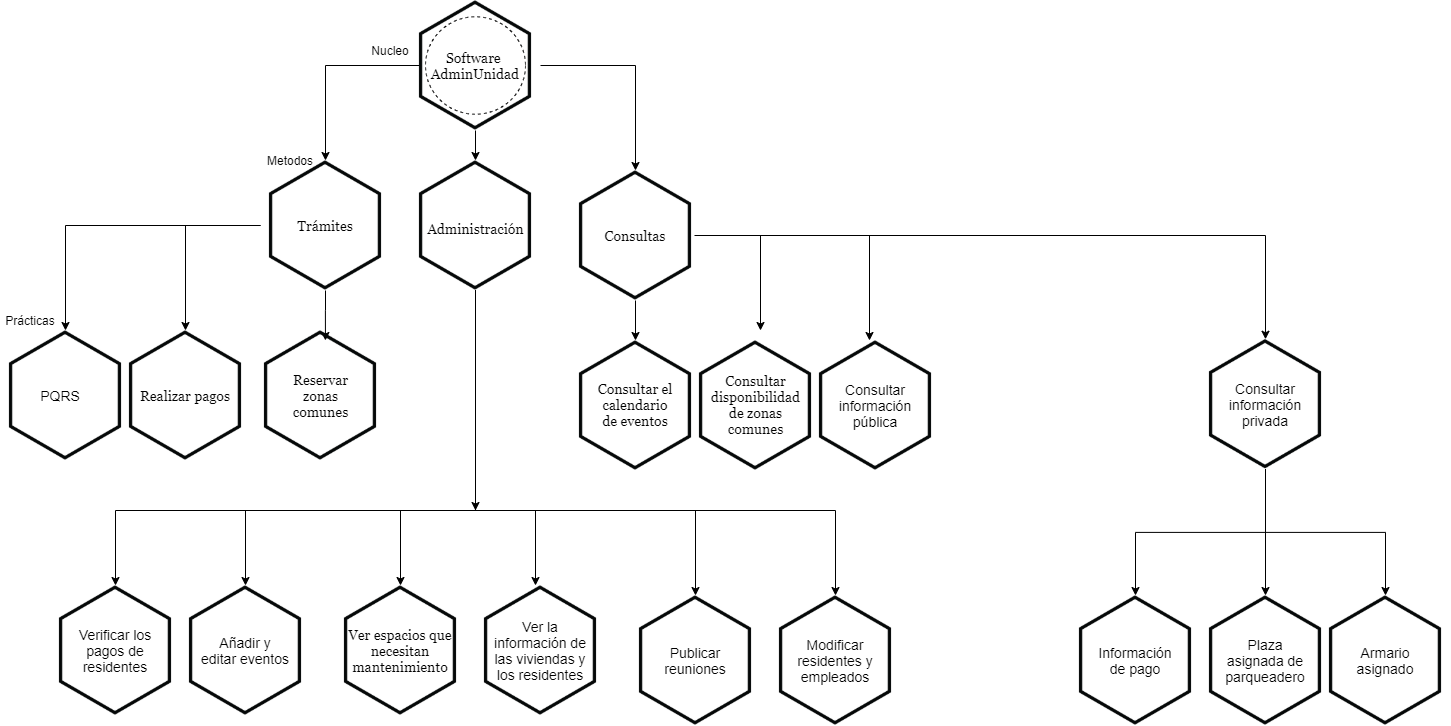 Nucleo
Software
AdminUnidad
Metodos
Trámites
Administración
Consultas
Prácticas
PQRS
Realizar pagos
Reservar
zonas
comunes
Consultar el
calendario
de eventos
Consultar
disponibilidad
de zonas
comunes
Consultar
información
pública
Consultar
información
privada
Verificar los
pagos de
residentes
Añadir y
editar eventos
Ver espacios que
necesitan
mantenimiento
Ver la
información de
las viviendas y
los residentes
Publicar
reuniones
Modificar
residentes y
empleados
Información
de pago
Plaza
asignada de
parqueadero
Armario
asignado